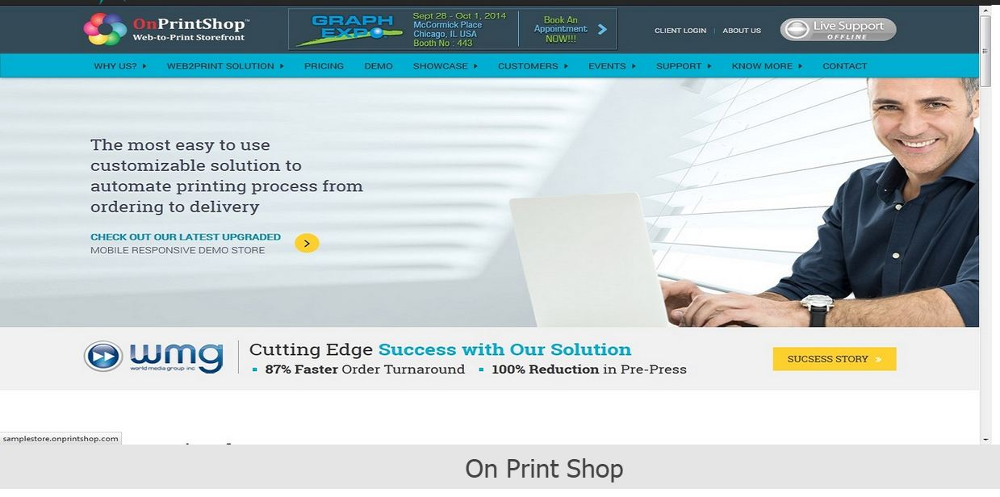 OnPrintShop™
Web-to-Print Storefront
GRAPH EXPO
Sept 28 - Oct 1, 2014
McCormick Place
Chicago, IL USA
Booth No : 443
Book An
Appointment
NOW!!!
CLIENT LOGIN
ABOUT US
Live Support
OFFLINE
WHY US? WEB2PRINT SOLUTION PRICING DEMO SHOWCASE CUSTOMERS EVENTS SUPPORT KNOW MORE CONTACT
The most easy to use
customizable solution to
automate printing process from
ordering to delivery
CHECK OUT OUR LATEST UPGRADED
MOBILE RESPONSIVE DEMO STORE
wmg
world media group inc
Cutting Edge Success with Our Solution
87% Faster Order Turnaround 100% Reduction in Pre-Press
SUCSESS STORY »
samplestore.onprintshop.com
On Print Shop